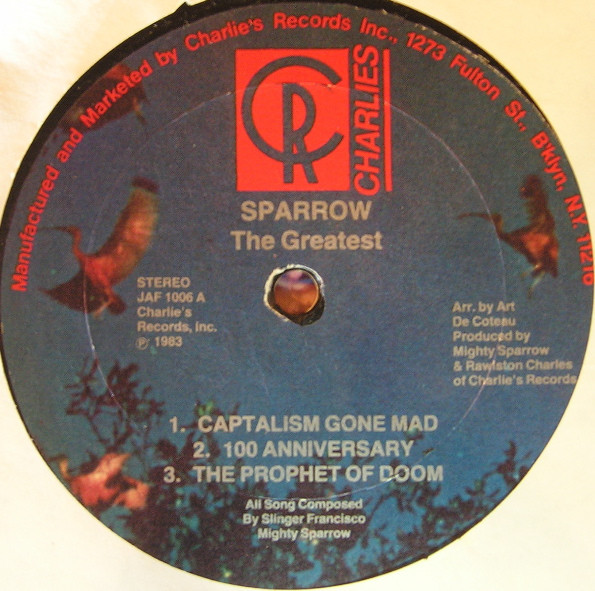 Manufactured and Marketed by Charlie's Records Inc., 1273 Fulton St., Bklyn, N.Y. 11216
CR
CHARLIES
SPARROW
The Greatest
STEREO
JAF 1006 A
Charlie's
Records, Inc.
℗ 1983
Arr. by Art
De Coteau
Produced by
Mighty Sparrow
& Rawlston Charles
of Charlie's Records
1. CAPTALISM GONE MAD
2. 100 ANNIVERSARY
3. THE PROPHET OF DOOM
All Song Composed
By Slinger Francisco
Mighty Sparrow